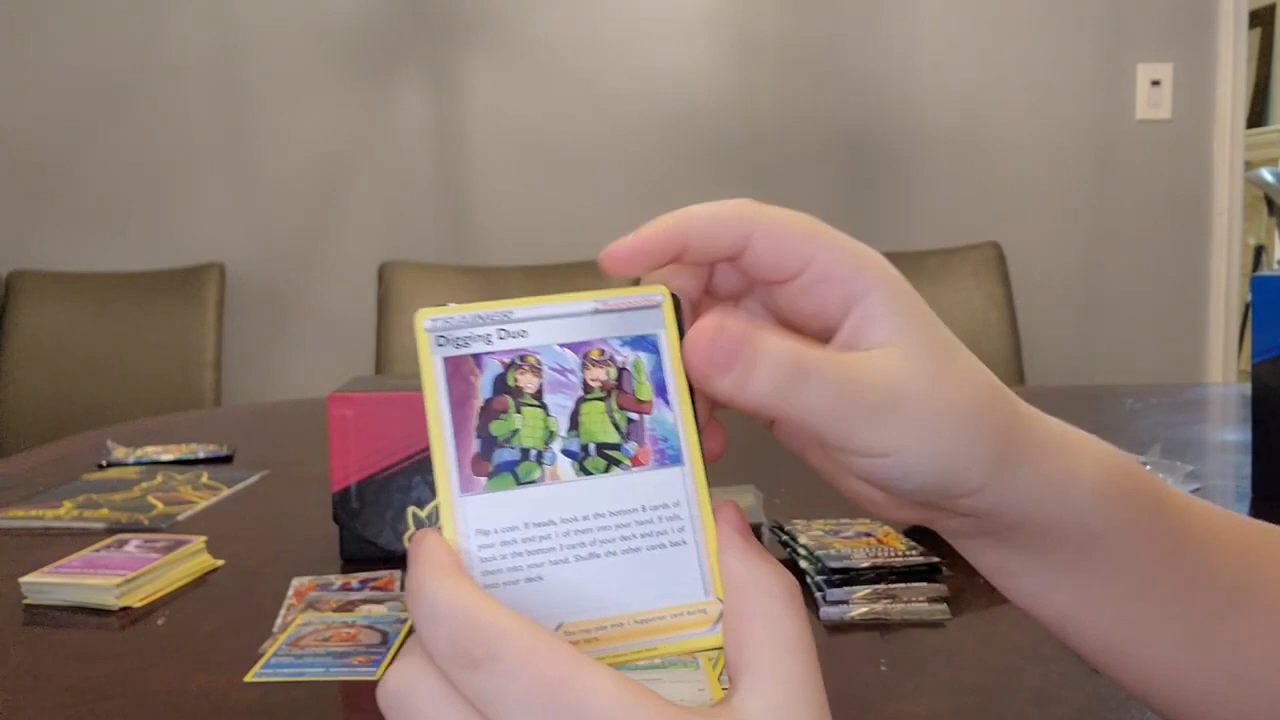 TRAINER
Supporter
Digging Duo
Flip a coin. If heads, look at the bottom 8 cards of
your deck and put 1 of them into your hand. If tails,
look at the bottom 3 cards of your deck and put 1 of
them into your hand. Shuffle the other cards back
into your deck.
You may play only 1 Supporter card during
your turn.